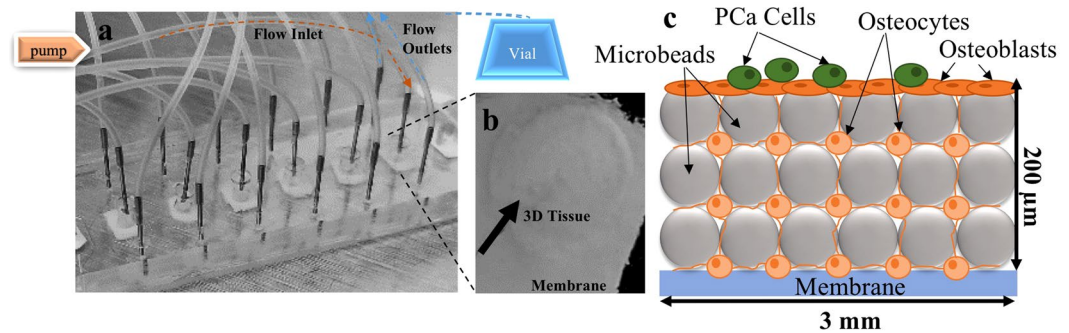 pump
a
Flow Inlet
Flow
Outlets
Vial
b
3D Tissue
Membrane
c
PCa Cells
Osteocytes
Microbeads
Osteoblasts
200 μm
Membrane
3 mm